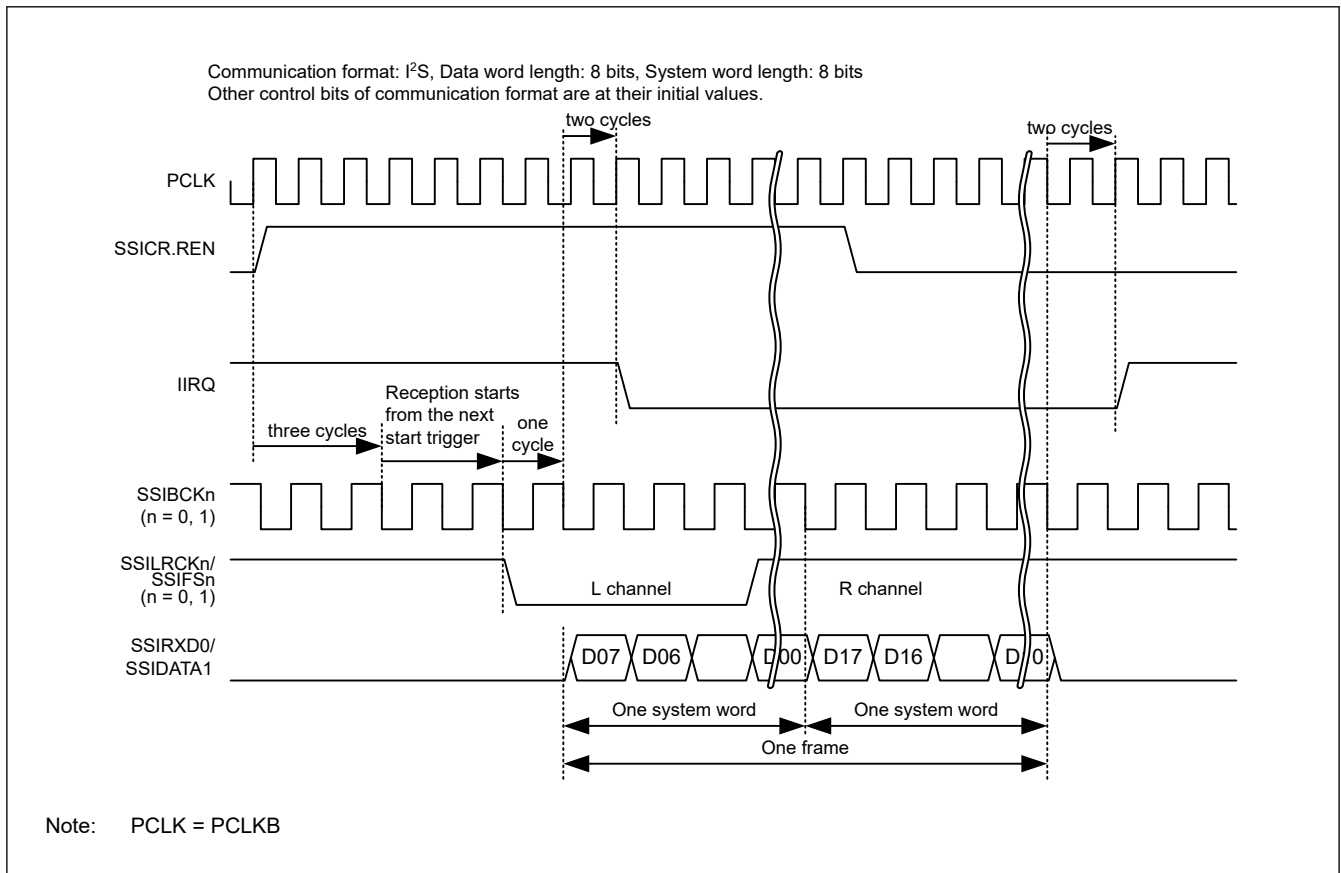 Communication format: I²S, Data word length: 8 bits, System word length: 8 bits
Other control bits of communication format are at their initial values.
two cycles
two cycles
PCLK
SSICR.REN
IIRQ
Reception starts
from the next
start trigger
three cycles
one
cycle
SSIBCKn
(n = 0, 1)
SSILRCKn/
SSIFSn
(n = 0, 1)
L channel
R channel
SSIRXD0/
SSIDATA1
D07
D06
D00
D17
D16
One system word
One system word
One frame
Note: PCLK = PCLKB